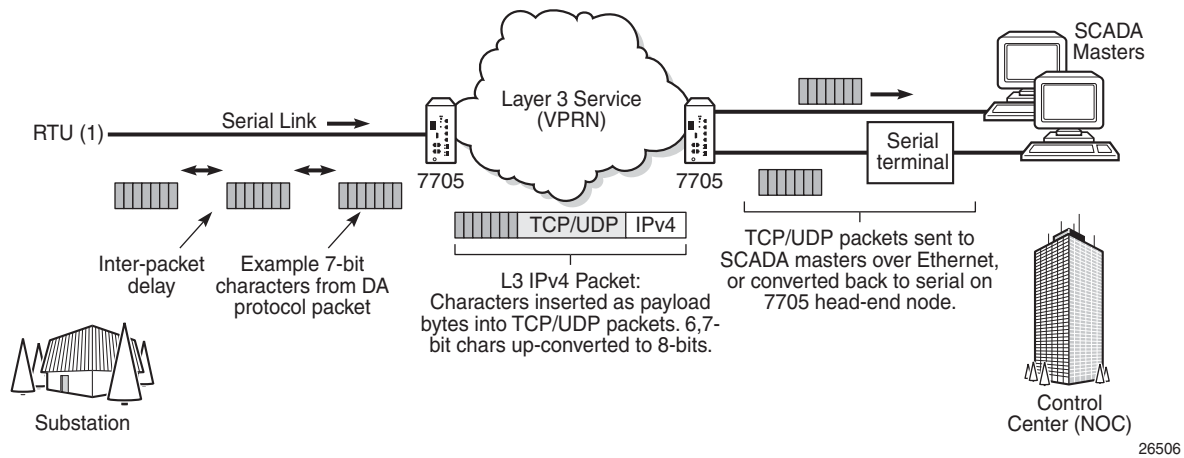 SCADA
Masters
Layer 3 Service
(VPRN)
RTU (1)
Serial Link
Serial
terminal
7705
7705
TCP/UDP
IPv4
Inter-packet
delay
Example 7-bit
characters from DA
protocol packet
L3 IPv4 Packet:
Characters inserted as payload
bytes into TCP/UDP packets. 6,7-
bit chars up-converted to 8-bits.
TCP/UDP packets sent to
SCADA masters over Ethernet,
or converted back to serial on
7705 head-end node.
Substation
Control
Center (NOC)
26506